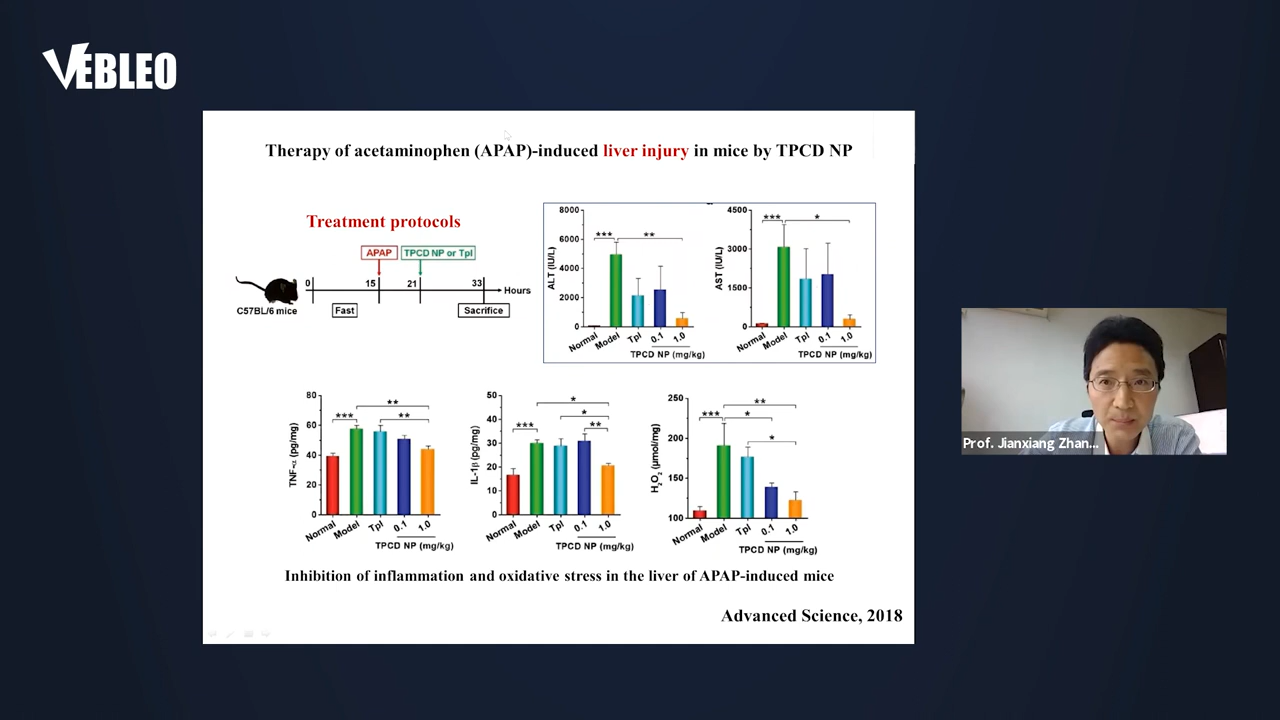 VEBLEO
Therapy of acetaminophen (APAP)-induced liver injury in mice by TPCD NP
Treatment protocols
APAP
TPCD NP or Tpl
0
15
21
33
Hours
C57BL/6 mice
Fast
Sacrifice
8000
6000
4000
2000
0
ALT (IU/L)
***
**
Normal
Model
Tpl
0.1
1.0
TPCD NP (mg/kg)
4500
3000
1500
0
AST (IU/L)
***
*
Normal
Model
Tpl
0.1
1.0
TPCD NP (mg/kg)
80
60
40
20
0
TNF-α (pg/mg)
***
**
**
Normal
Model
Tpl
0.1
1.0
TPCD NP (mg/kg)
50
40
30
20
10
0
IL-1β (pg/mg)
***
*
*
**
Normal
Model
Tpl
0.1
1.0
TPCD NP (mg/kg)
250
200
150
100
H2O2 (μmol/mg)
***
**
*
*
Normal
Model
Tpl
0.1
1.0
TPCD NP (mg/kg)
Inhibition of inflammation and oxidative stress in the liver of APAP-induced mice
Advanced Science, 2018
Prof. Jianxiang Zhan...